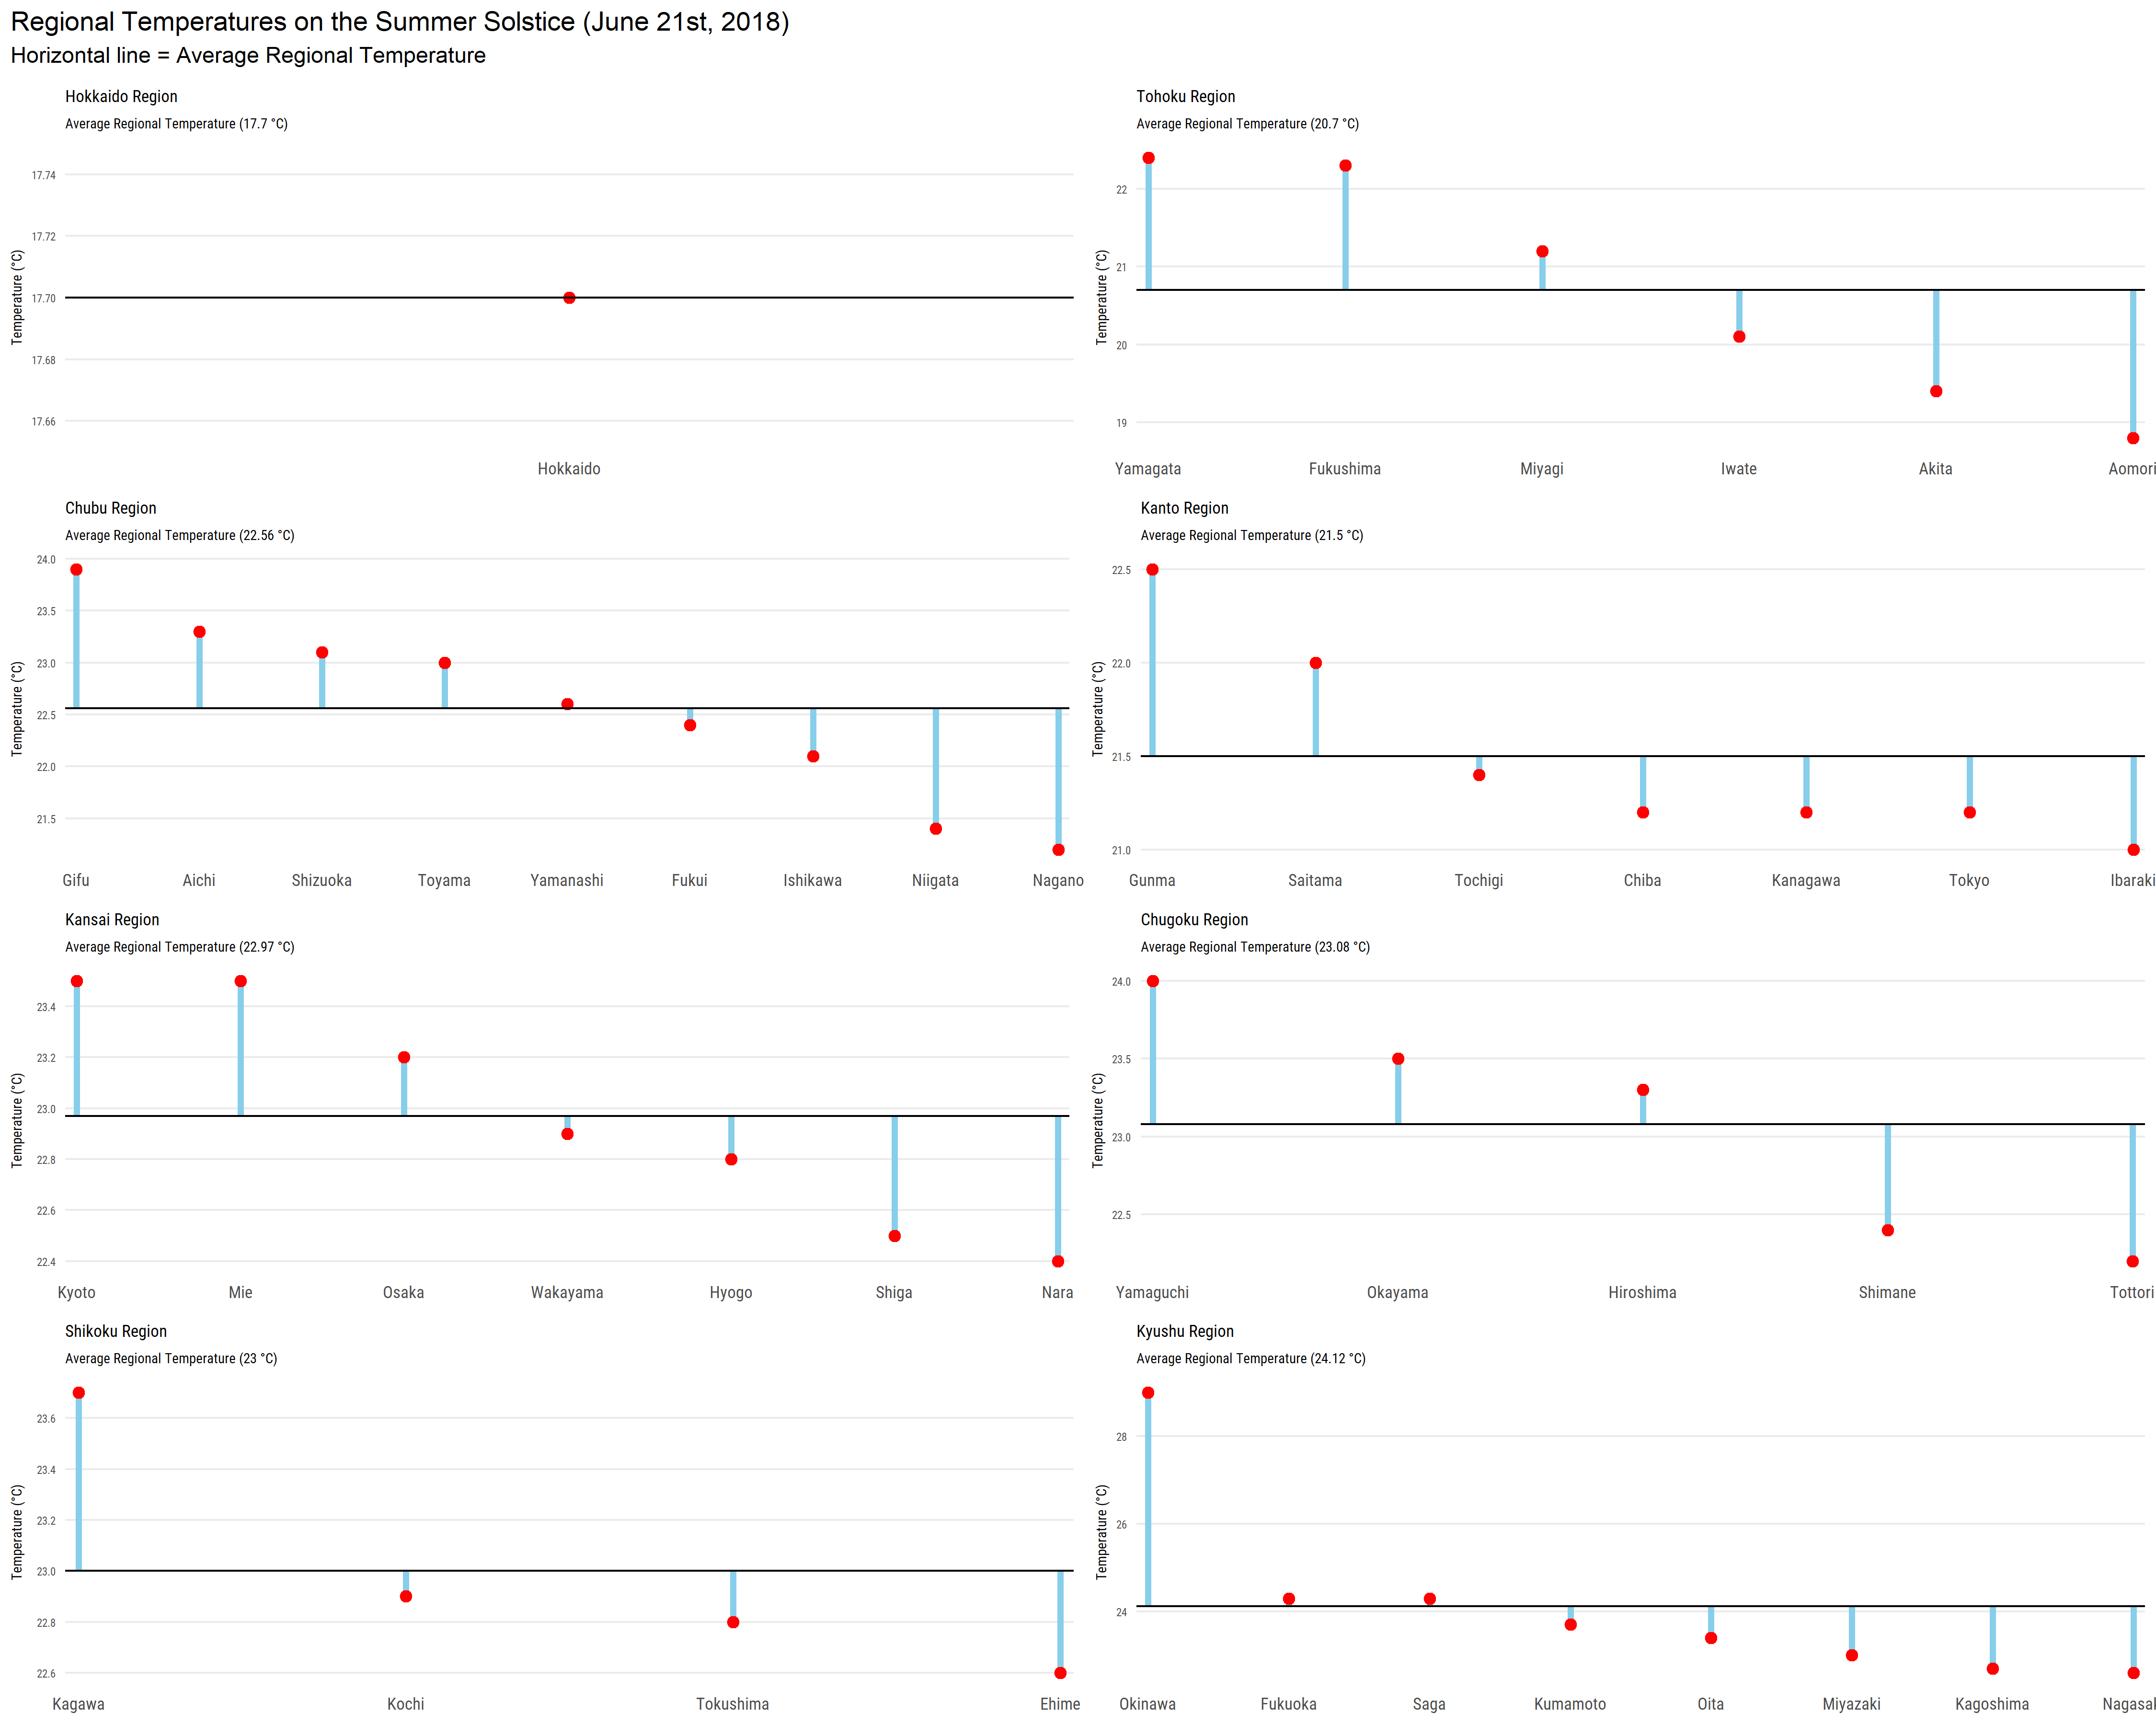 Regional Temperatures on the Summer Solstice (June 21st, 2018)
Horizontal line = Average Regional Temperature
Hokkaido Region
Average Regional Temperature (17.7 °C)
Temperature (°C)
17.74
17.72
17.70
17.68
17.66
Hokkaido
Tohoku Region
Average Regional Temperature (20.7 °C)
Temperature (°C)
22
21
20
19
Yamagata Fukushima Miyagi Iwate Akita Aomori
Chubu Region
Average Regional Temperature (22.56 °C)
Temperature (°C)
24.0
23.5
23.0
22.5
22.0
21.5
Gifu Aichi Shizuoka Toyama Yamanashi Fukui Ishikawa Niigata Nagano
Kanto Region
Average Regional Temperature (21.5 °C)
Temperature (°C)
22.5
22.0
21.5
21.0
Gunma Saitama Tochigi Chiba Kanagawa Tokyo Ibaraki
Kansai Region
Average Regional Temperature (22.97 °C)
Temperature (°C)
23.4
23.2
23.0
22.8
22.6
22.4
Kyoto Mie Osaka Wakayama Hyogo Shiga Nara
Chugoku Region
Average Regional Temperature (23.08 °C)
Temperature (°C)
24.0
23.5
23.0
22.5
Yamaguchi Okayama Hiroshima Shimane Tottori
Shikoku Region
Average Regional Temperature (23 °C)
Temperature (°C)
23.6
23.4
23.2
23.0
22.8
22.6
Kagawa Kochi Tokushima Ehime
Kyushu Region
Average Regional Temperature (24.12 °C)
Temperature (°C)
28
26
24
Okinawa Fukuoka Saga Kumamoto Oita Miyazaki Kagoshima Nagasa